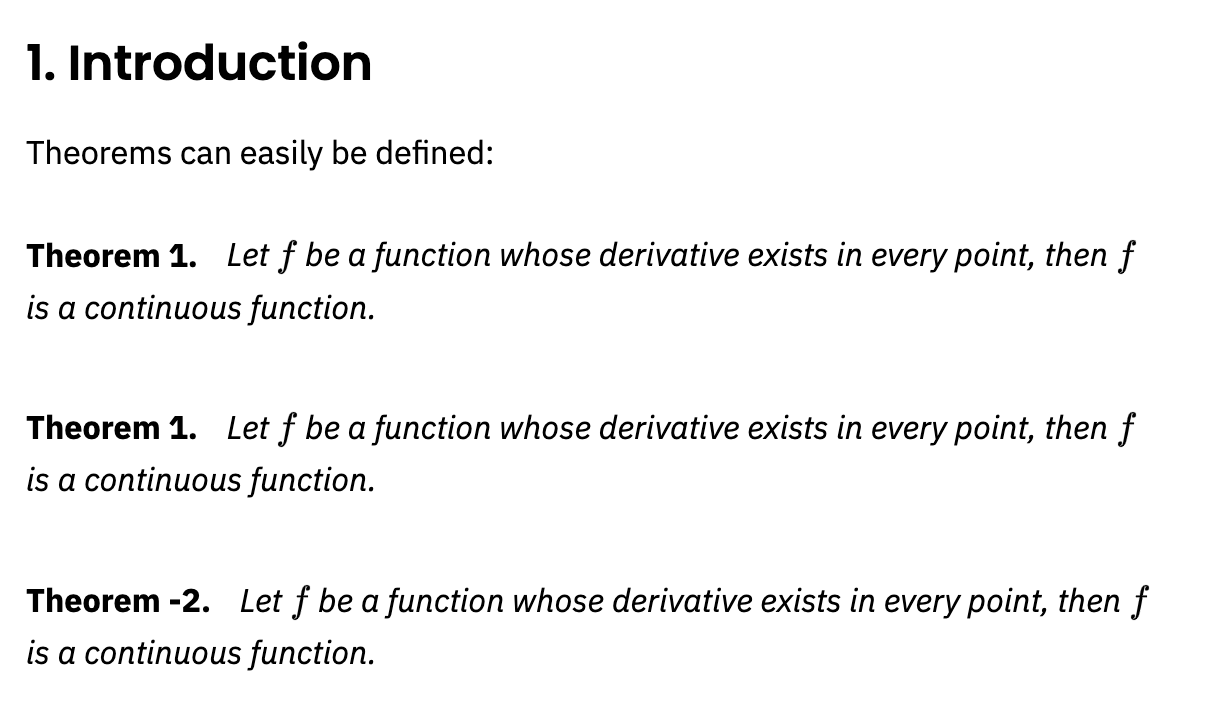 1. Introduction
Theorems can easily be defined:
Theorem 1. Let f be a function whose derivative exists in every point, then f
is a continuous function.
Theorem 1. Let f be a function whose derivative exists in every point, then f
is a continuous function.
Theorem -2. Let f be a function whose derivative exists in every point, then f
is a continuous function.